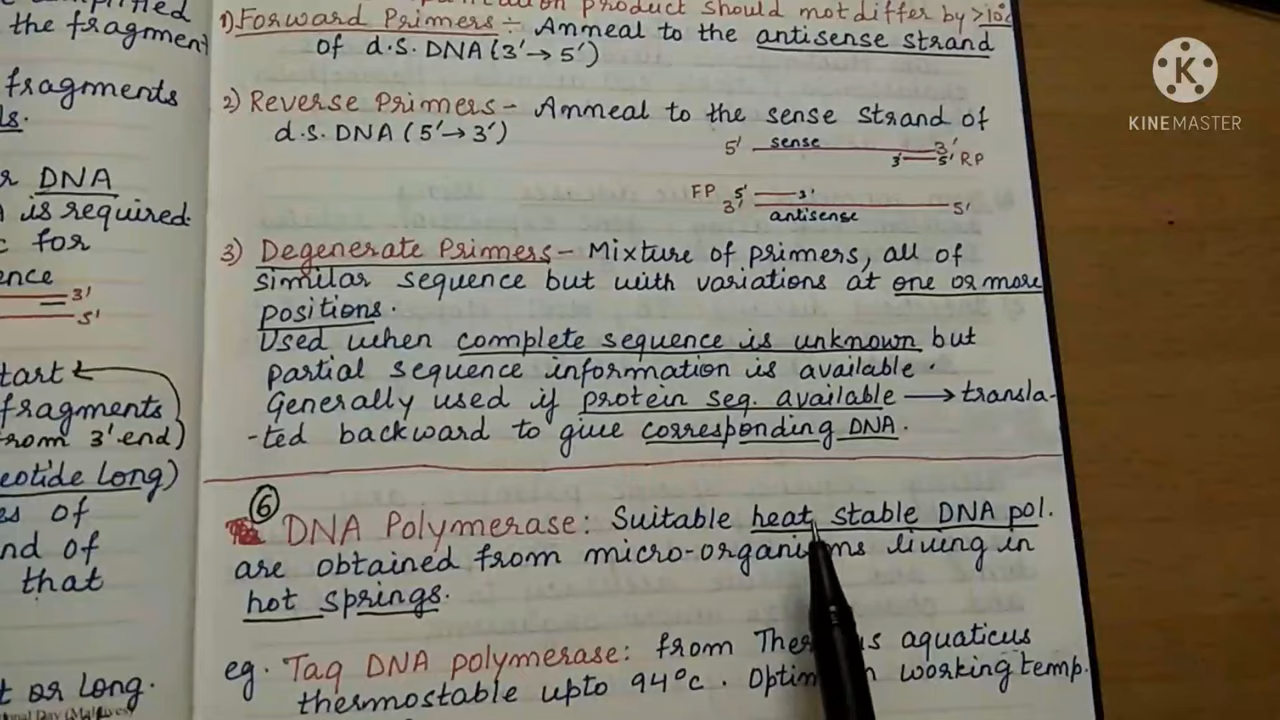 the fragment
fragments
DNA
is required.
for
3'
5'
fragments
from 3' end)
of
nd of
that
t or long.
product should not differ by >10°c
1) Forward Primers ÷ Anneal to the antisense strand
of d.s. DNA (3' → 5')
2) Reverse Primers - Anneal to the sense strand of
d.s. DNA (5' → 3')
5' sense 3'
3' 5' RP
FP 5' 3'
3' 5'
antisense
3) Degenerate Primers - Mixture of primers, all of
similar sequence but with variations at one or more
positions.
Used when complete sequence is unknown but
partial sequence information is available.
Generally used if protein seq. available → transla-
-ted backward to give corresponding DNA.
6
DNA Polymerase: Suitable heat stable DNA pol.
are obtained from micro-organisms living in
hot springs.
eg. Taq DNA polymerase: from Thermus aquaticus
thermostable upto 94°c. Optimum working temp.
K
KINEMASTER